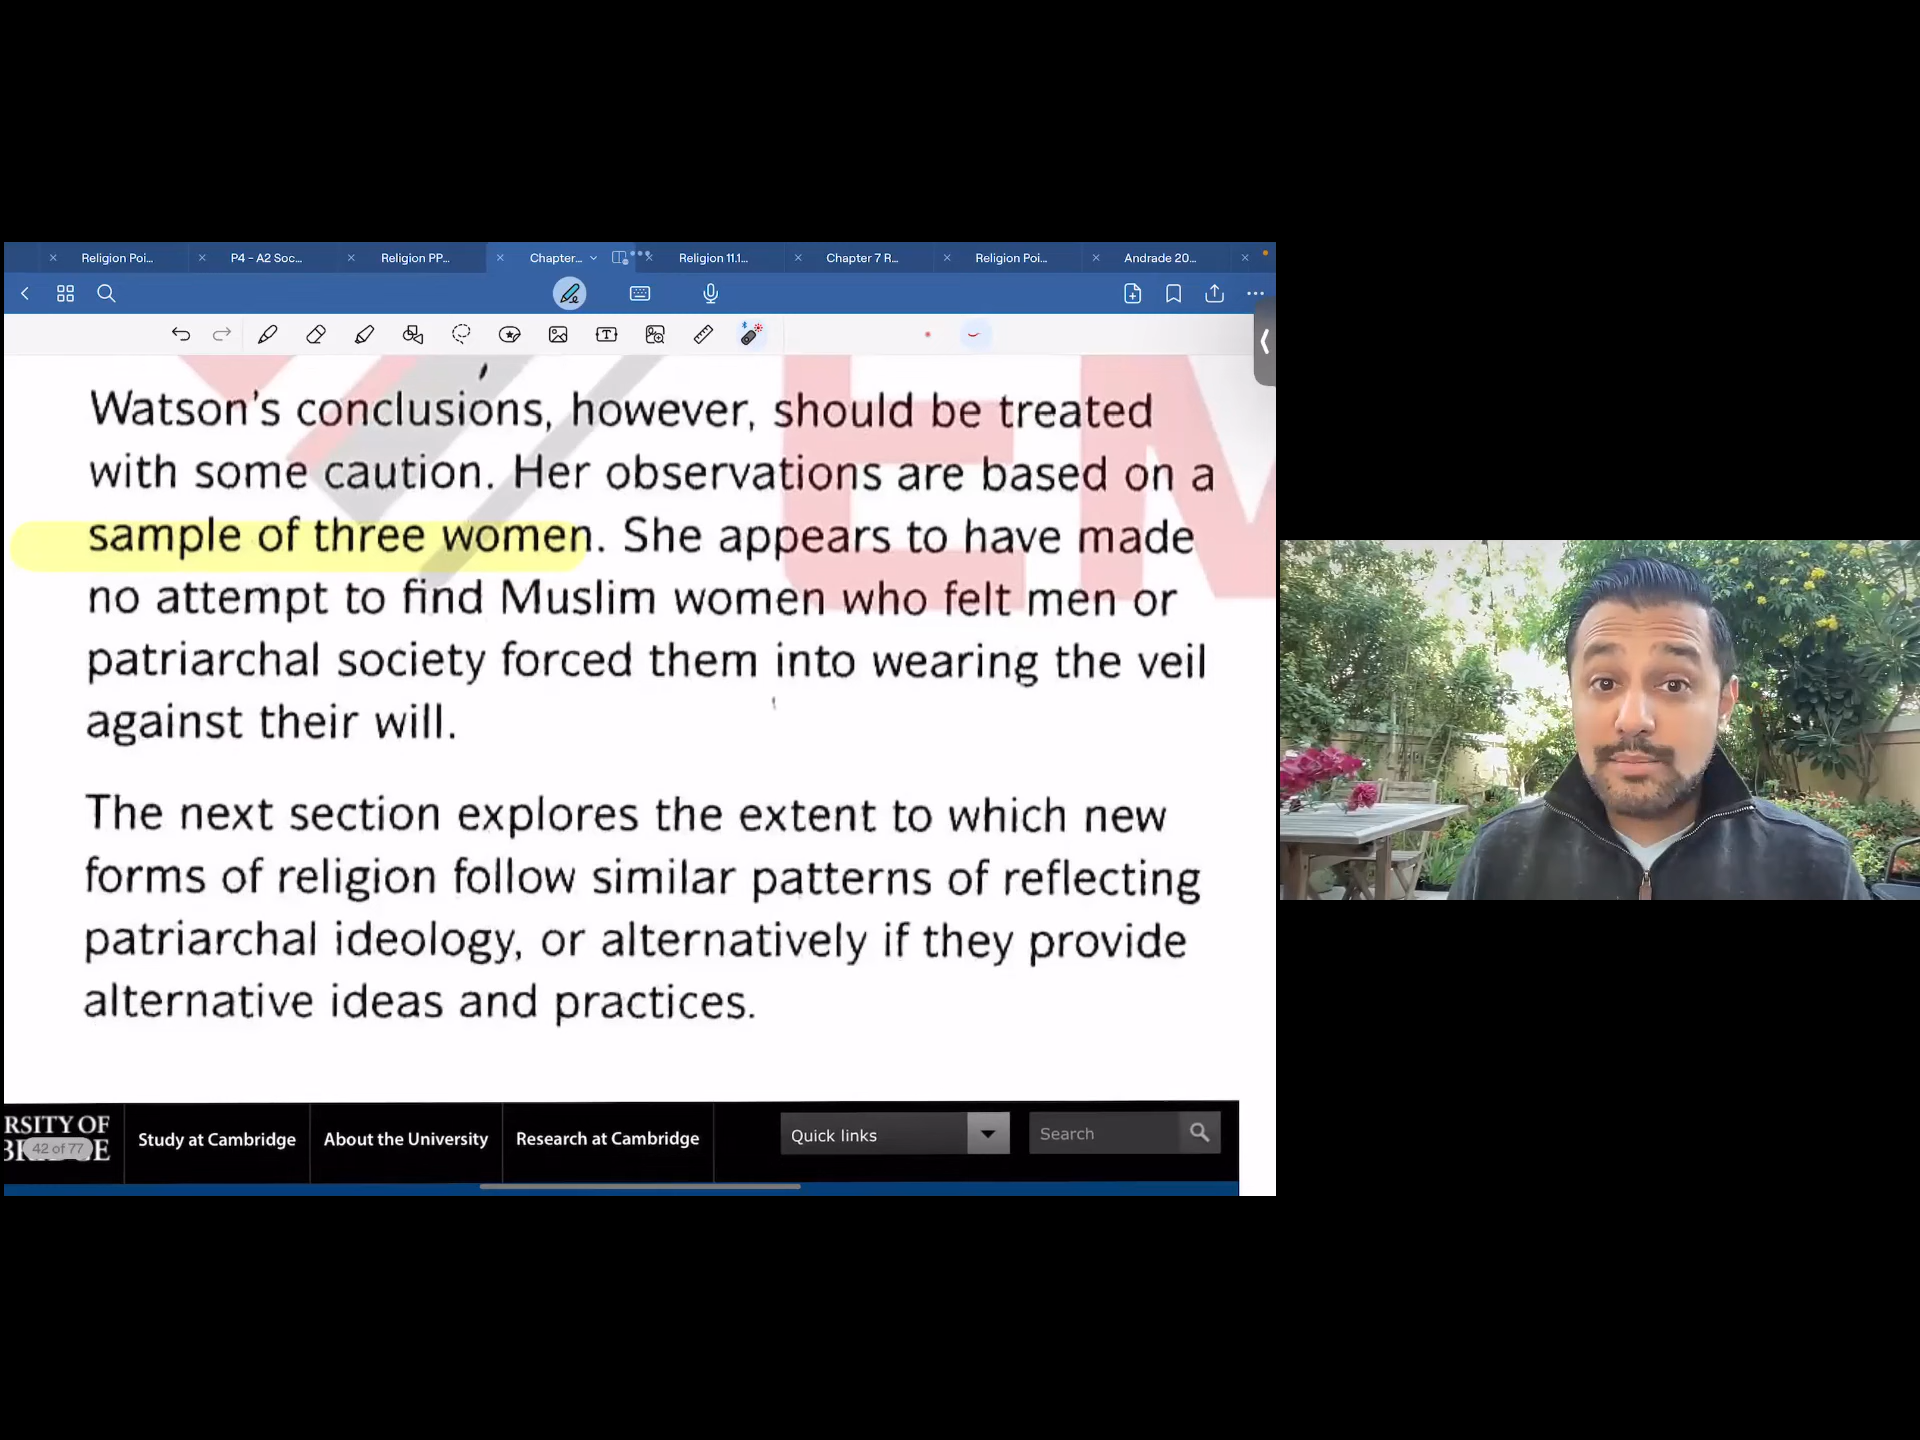 Religion Poi...
P4 - A2 Soc...
Religion PP...
Chapter...
Religion 11.1...
Chapter 7 R...
Religion Poi...
Andrade 20...
Watson's conclusions, however, should be treated
with some caution. Her observations are based on a
sample of three women. She appears to have made
no attempt to find Muslim women who felt men or
patriarchal society forced them into wearing the veil
against their will.
The next section explores the extent to which new
forms of religion follow similar patterns of reflecting
patriarchal ideology, or alternatively if they provide
alternative ideas and practices.
RSITY OF
42 of 77
Study at Cambridge
About the University
Research at Cambridge
Quick links
Search